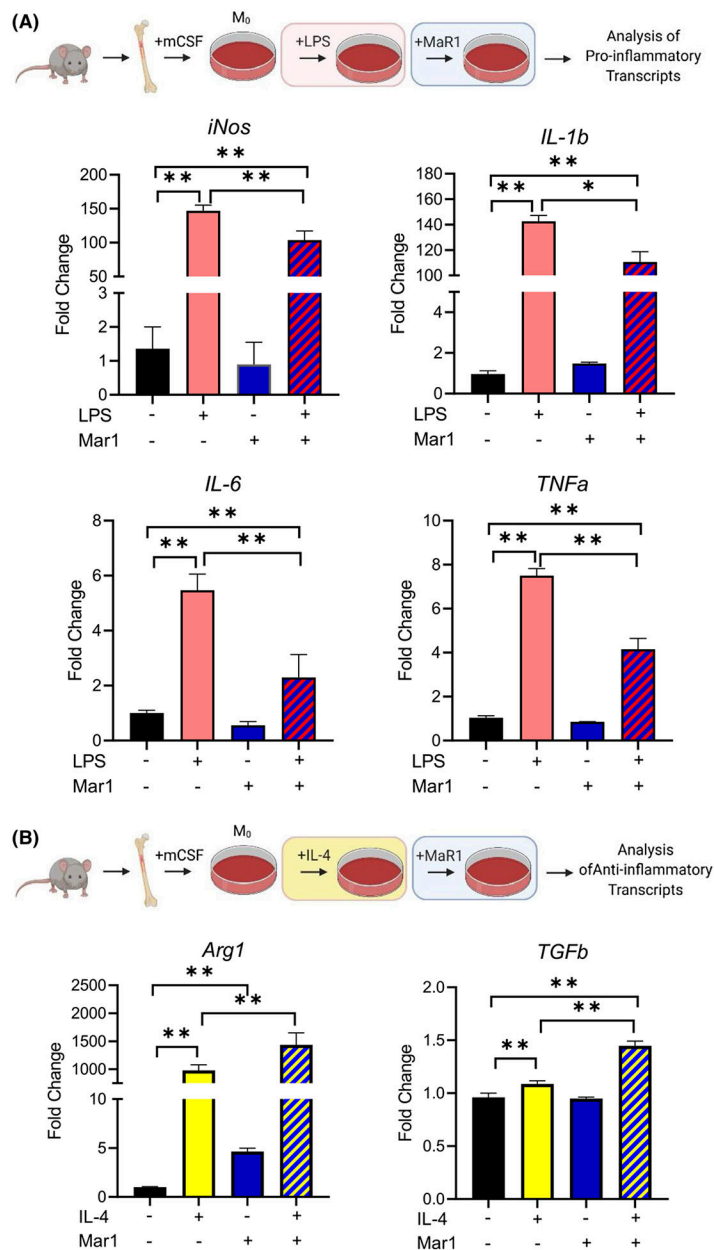 (A)
M0
+mCSF
+LPS
+MaR1
Analysis of
Pro-inflammatory
Transcripts
iNos
Fold Change
200
150
100
50
3
2
1
0
** ** **
LPS - + - +
Mar1 - - + +
IL-1b
Fold Change
180
160
140
120
100
4
2
0
** ** *
LPS - + - +
Mar1 - - + +
IL-6
Fold Change
8
6
4
2
0
** ** **
LPS - + - +
Mar1 - - + +
TNFa
Fold Change
10
8
6
4
2
0
** ** **
- + - +
- - + +
(B)
M0
+mCSF
+IL-4
+MaR1
Analysis
ofAnti-inflammatory
Transcripts
Arg1
Fold Change
2500
2000
1500
1000
10
5
0
** ** **
IL-4 - + - +
Mar1 - - + +
TGFb
Fold Change
2.0
1.5
1.0
0.5
0.0
** ** **
IL-4 - + - +
Mar1 - - + +